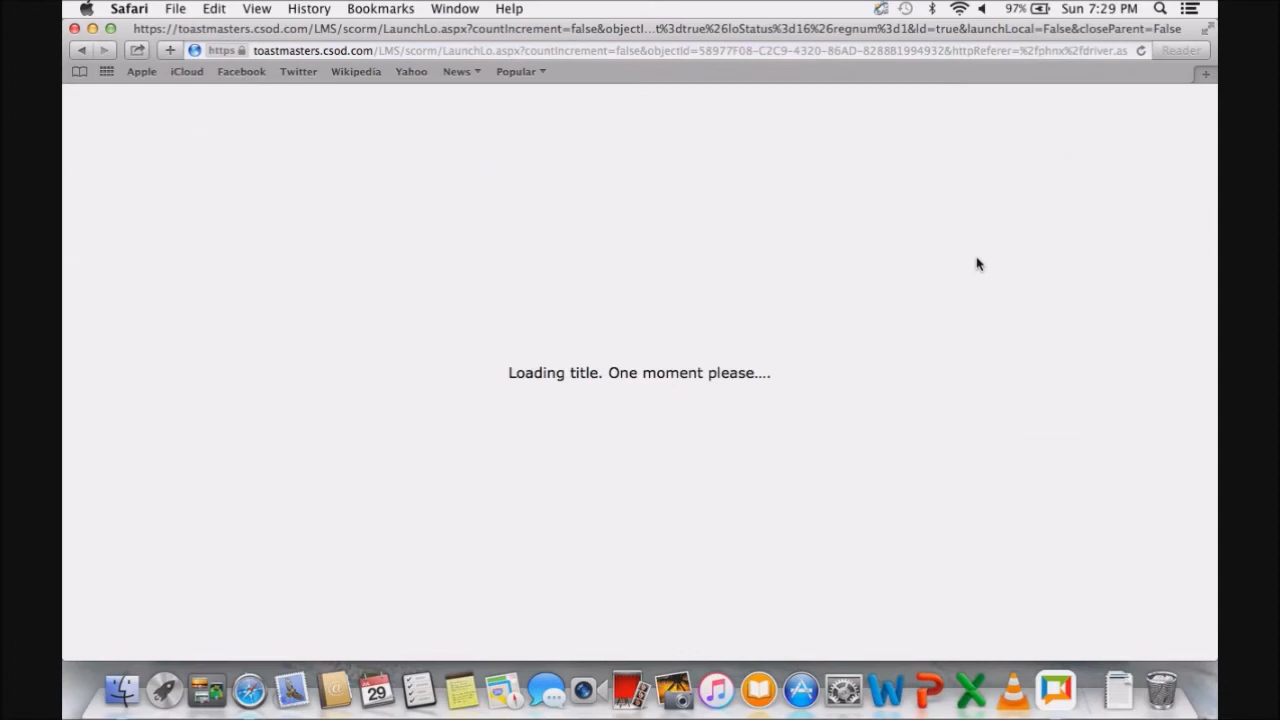 Safari File Edit View History Bookmarks Window Help 97% Sun 7:29 PM
https://toastmasters.csod.com/LMS/scorm/LaunchLo.aspx?countIncrement=false&objectI...t%3dtrue%26loStatus%3d16%26regnum%3d1&ld=true&launchLocal=False&closeParent=False
https toastmasters.csod.com/LMS/scorm/LaunchLo.aspx?countIncrement=false&objectId=58977F08-C2C9-4320-86AD-8288B1994932&httpReferer=%2fphnx%2fdriver.as Reader
Apple iCloud Facebook Twitter Wikipedia Yahoo News Popular
Loading title. One moment please....
29